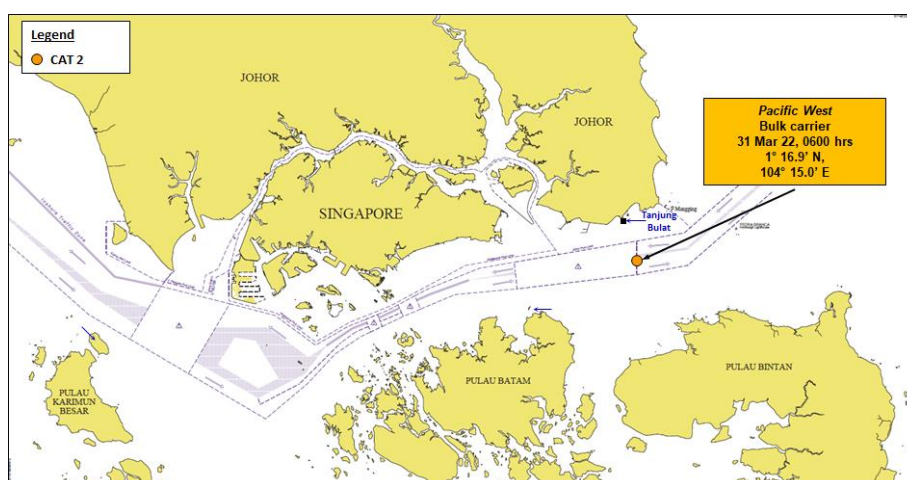 Legend
CAT 2
JOHOR
JOHOR
Pacific West
Bulk carrier
31 Mar 22, 0600 hrs
1° 16.9' N,
104° 15.0' E
SINGAPORE
Tanjung
Bulat
PULAU
KARIMUN
BESAR
PULAU BATAM
PULAU BINTAN